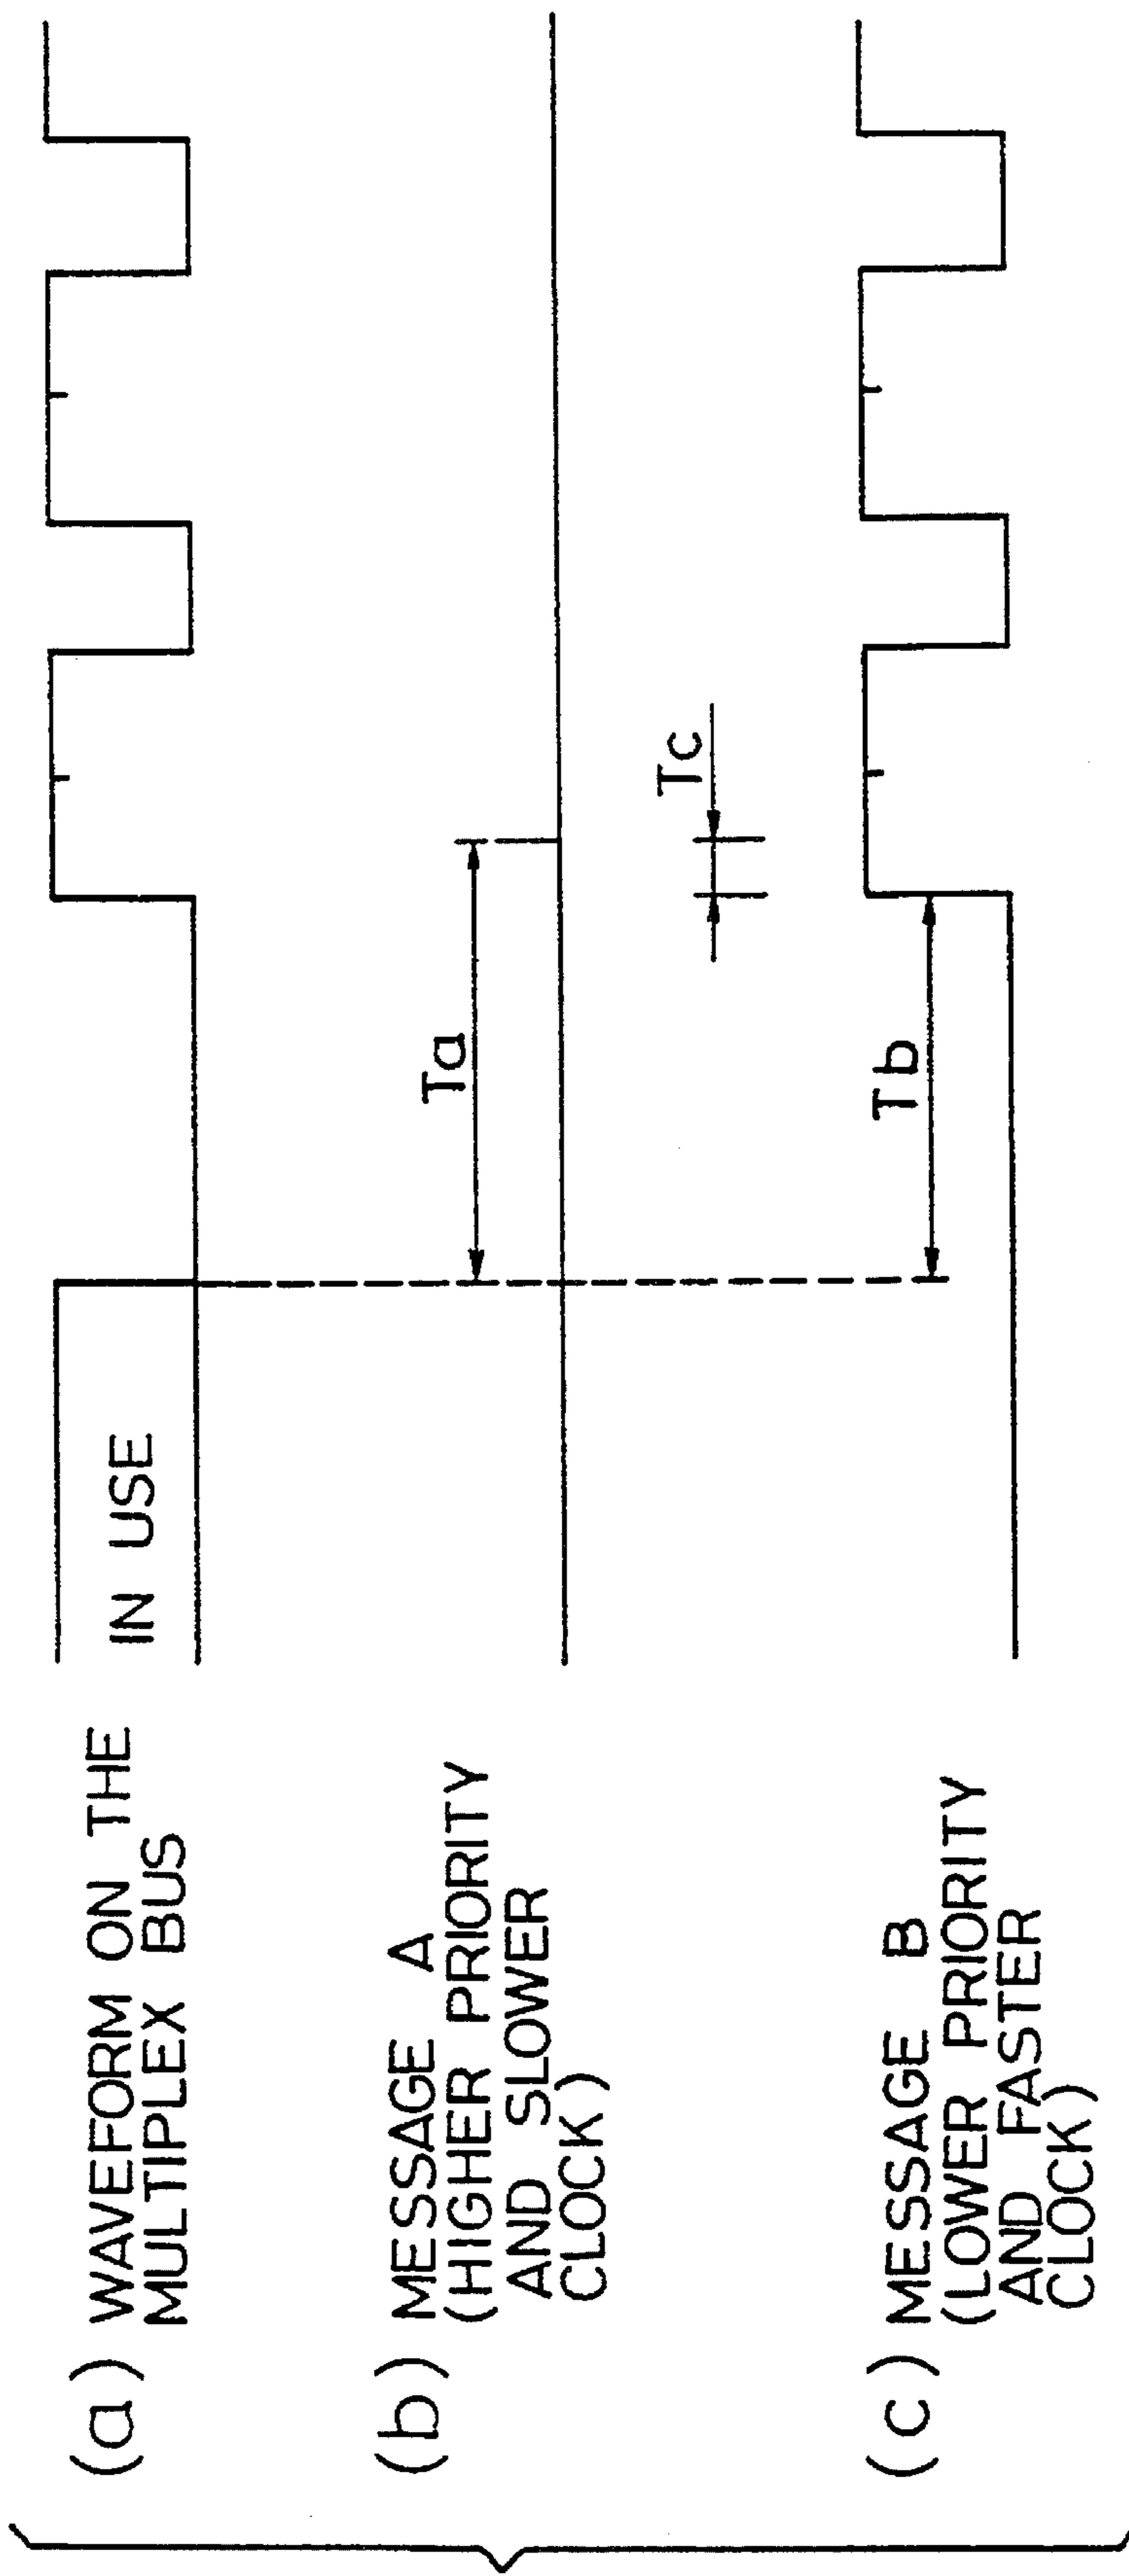 (a) WAVEFORM ON THE
MULTIPLEX BUS
IN USE
(b) MESSAGE A
(HIGHER PRIORITY
AND SLOWER
CLOCK)
Ta
Tc
(c) MESSAGE B
(LOWER PRIORITY
AND FASTER
CLOCK)
Tb